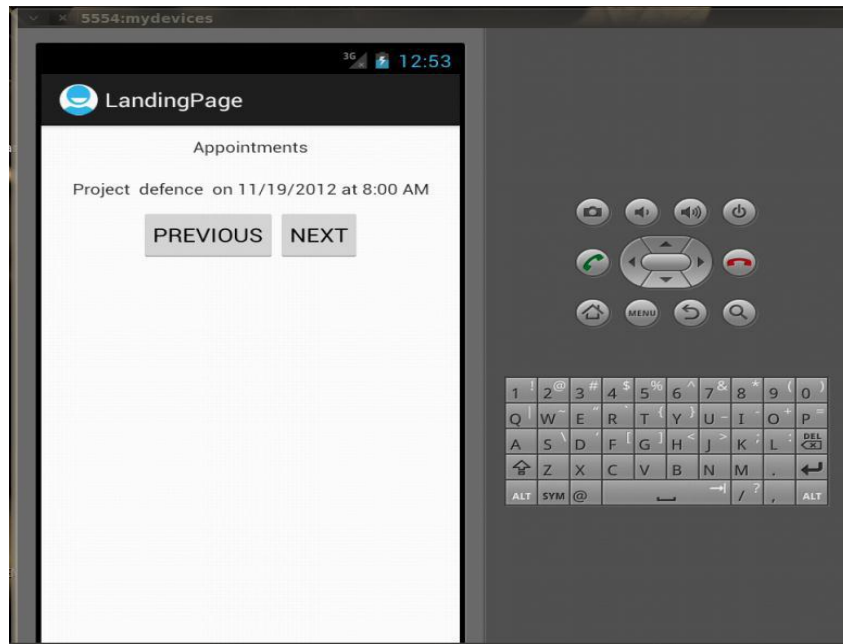 5554:mydevices
3G 12:53
LandingPage
Appointments
Project defence on 11/19/2012 at 8:00 AM
PREVIOUS NEXT
MENU
1 ! 2 @ 3 # 4 $ 5 % 6 ^ 7 & 8 * 9 ( 0 )
Q | W ~ E " R ` T { Y } U - I - O + P =
A S \ D ' F [ G ] H < J > K ; L : DEL
Z X C V B N M .
ALT SYM @ / ? , ALT